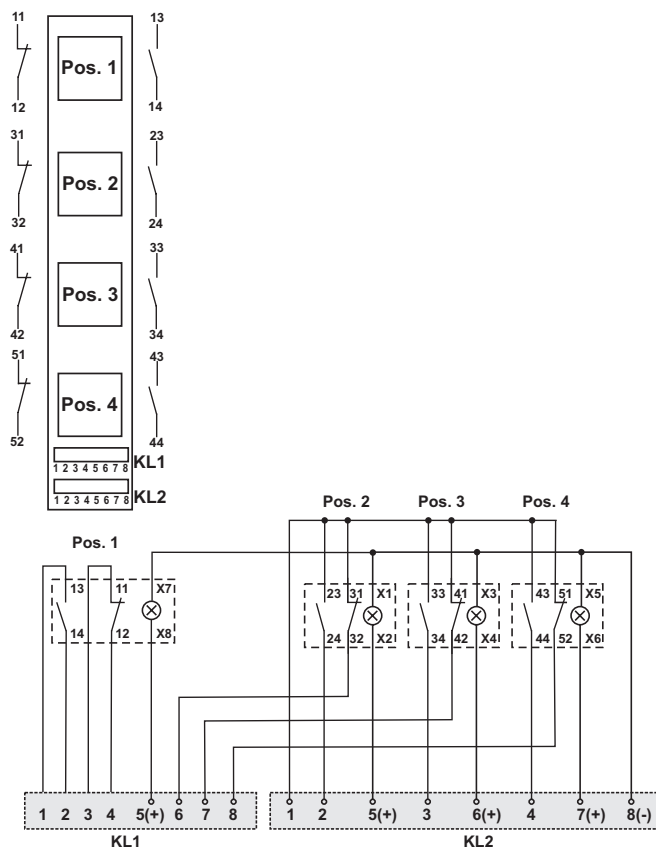 11 13
Pos. 1
12 14
31 23
Pos. 2
32 24
41 33
Pos. 3
42 34
51 43
Pos. 4
52 44
1 2 3 4 5 6 7 8 KL1
1 2 3 4 5 6 7 8 KL2
Pos. 2 Pos. 3 Pos. 4
Pos. 1
13 11 X7
23 31 X1 33 41 X3 43 51 X5
14 12 X8
24 32 X2 34 42 X4 44 52 X6
1 2 3 4 5(+) 6 7 8
1 2 5(+) 3 6(+) 4 7(+) 8(-)
KL1 KL2